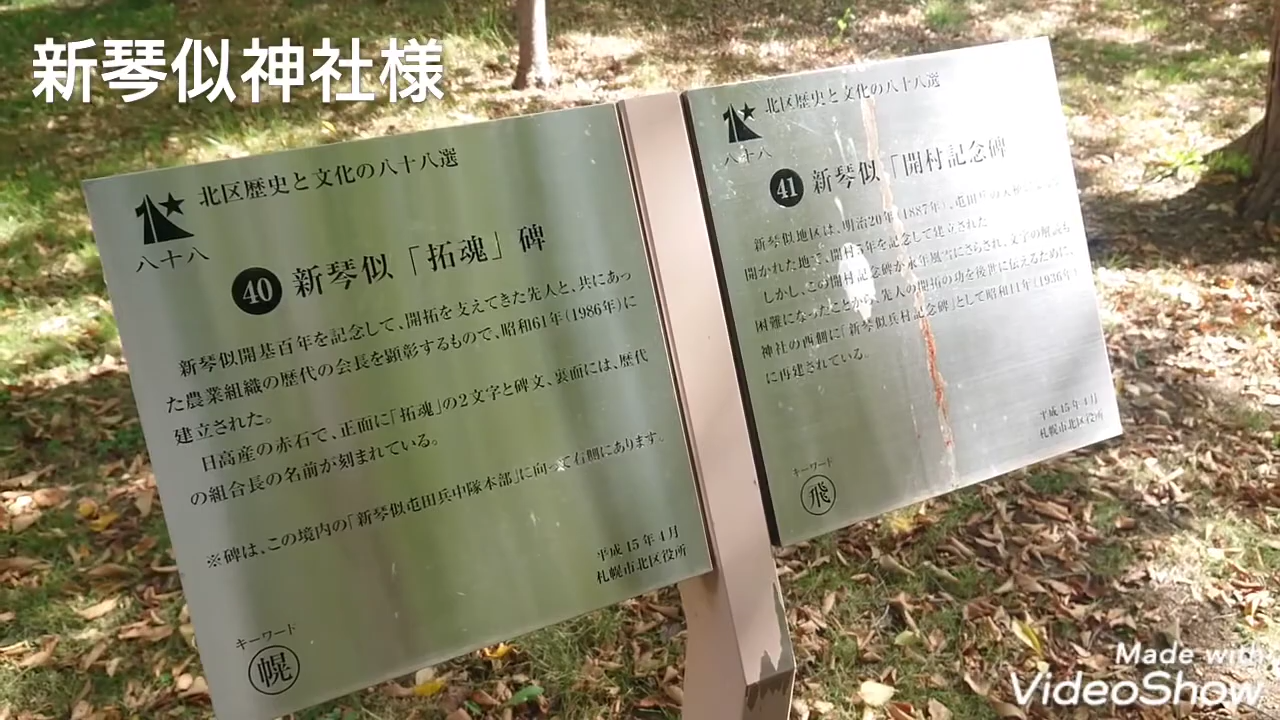 新琴似神社様
北区歴史と文化の八十八選
八十八
40 新琴似「拓魂」碑
新琴似開基百年を記念して、開拓を支えてきた先人と、共にあっ
た農業組織の歴代の会長を顕彰するもので、昭和61年(1986年)に
建立された。
日高産の赤石で、正面に「拓魂」の2文字と碑文、裏面には、歴代
の組合長の名前が刻まれている。
※碑は、この境内の「新琴似屯田兵中隊本部」に向って右側にあります。
平成15年4月
札幌市北区役所
キーワード
幌
北区歴史と文化の八十八選
八十八
41 新琴似「開村記念碑
新琴似地区は、明治20年(1887年)、屯田兵の
開かれた地で、開村 年を記念して建立された
しかし、この開村記念碑が永年風雪にさらされ、文字の解読も
困難になったことから、先人の開拓の功を後世に伝えるために、
神社の西側に「新琴似兵村記念碑」として昭和11年(1936年)
に再建されている。
平成15年4月
札幌市北区役所
キーワード
飛
Made with
VideoShow